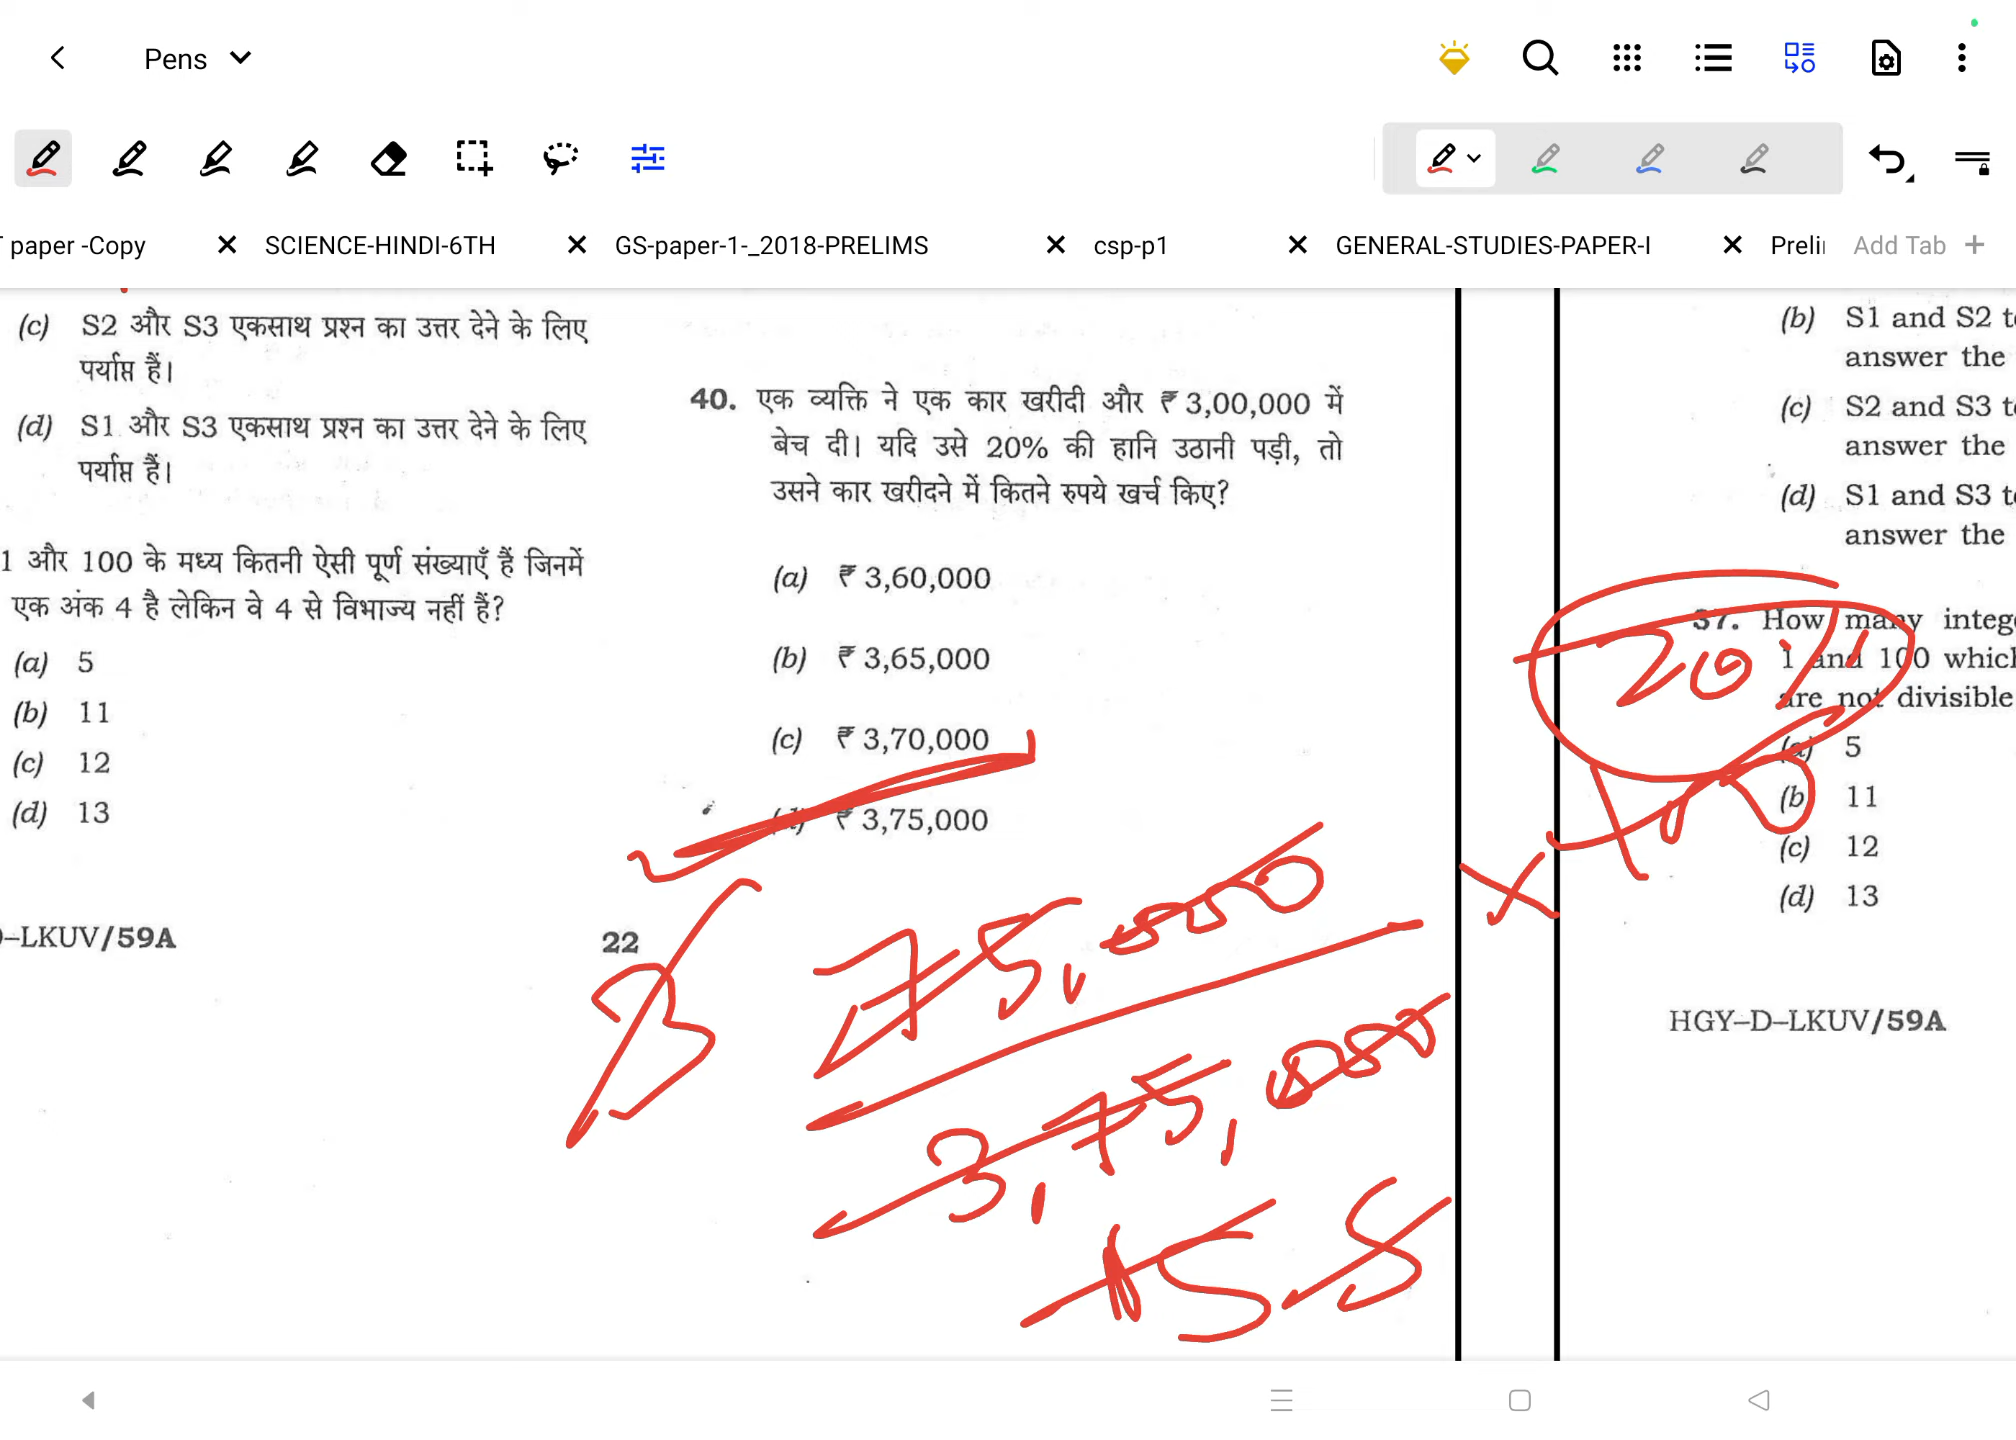 Pens
paper -Copy
SCIENCE-HINDI-6TH
GS-paper-1-_2018-PRELIMS
csp-p1
GENERAL-STUDIES-PAPER-I
Add Tab +
(c) S2 और S3 एकसाथ प्रश्न का उत्तर देने के लिए
पर्याप्त हैं।
(d) S1 और S3 एकसाथ प्रश्न का उत्तर देने के लिए
पर्याप्त हैं।
1 और 100 के मध्य कितनी ऐसी पूर्ण संख्याएँ हैं जिनमें
एक अंक 4 है लेकिन वे 4 से विभाज्य नहीं हैं?
(a) 5
(b) 11
(c) 12
(d) 13
D–LKUV/59A
22
40. एक व्यक्ति ने एक कार खरीदी और ₹ 3,00,000 में
बेच दी। यदि उसे 20% की हानि उठानी पड़ी, तो
उसने कार खरीदने में कितने रुपये खर्च किए?
(a) ₹ 3,60,000
(b) ₹ 3,65,000
(c) ₹ 3,70,000
(d) ₹ 3,75,000
3 75,000
3,75,000
(b) S1 and S2
answer the
(c) S2 and S3
answer the
(d) S1 and S3
answer the
20%
37. How many
1 and 100 which
are not divisible
(a) 5
(b) 11
(c) 12
(d) 13
HGY–D–LKUV/59A